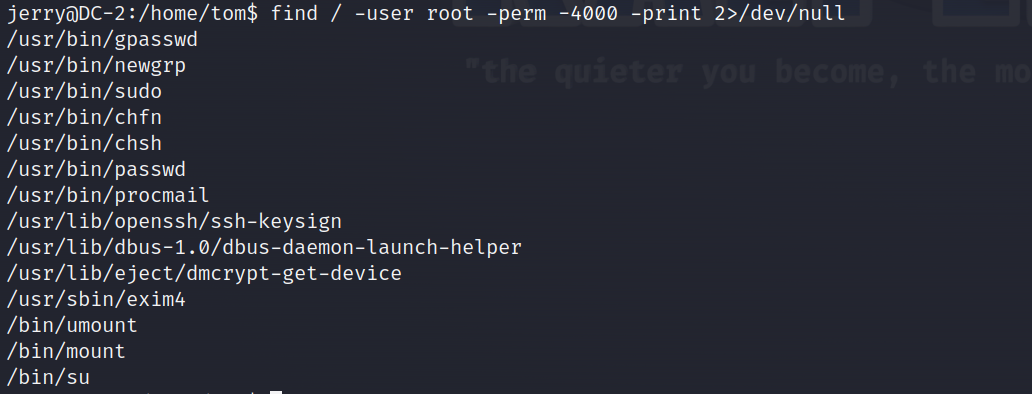 jerry@DC-2:/home/tom$ find / -user root -perm -4000 -print 2>/dev/null
/usr/bin/gpasswd
/usr/bin/newgrp
"the quieter you become, the mo
/usr/bin/sudo
/usr/bin/chfn
/usr/bin/chsh
/usr/bin/passwd
/usr/bin/procmail
/usr/lib/openssh/ssh-keysign
/usr/lib/dbus-1.0/dbus-daemon-launch-helper
/usr/lib/eject/dmcrypt-get-device
/usr/sbin/exim4
/bin/umount
/bin/mount
/bin/su